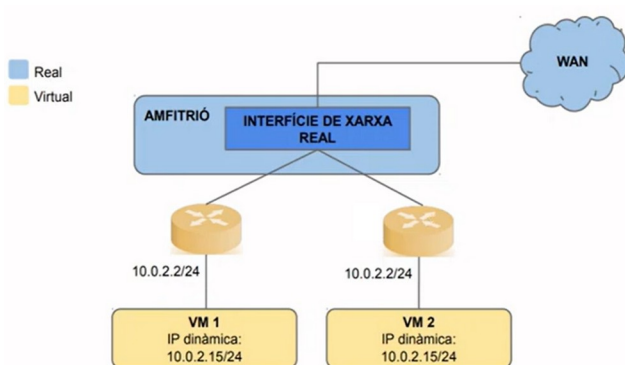 WAN
Real
Virtual
AMFITRIÓ
INTERFÍCIE DE XARXA
REAL
10.0.2.2/24
10.0.2.2/24
VM 1
IP dinàmica:
10.0.2.15/24
VM 2
IP dinàmica:
10.0.2.15/24